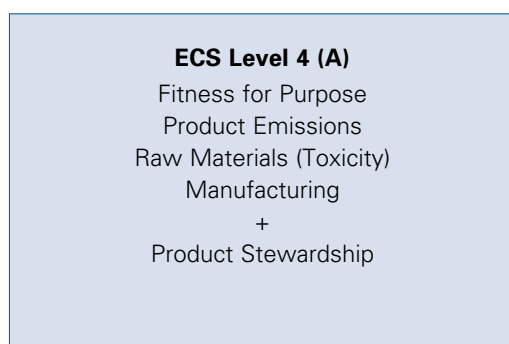 ECS Level 4 (A)
Fitness for Purpose
Product Emissions
Raw Materials (Toxicity)
Manufacturing
+
Product Stewardship